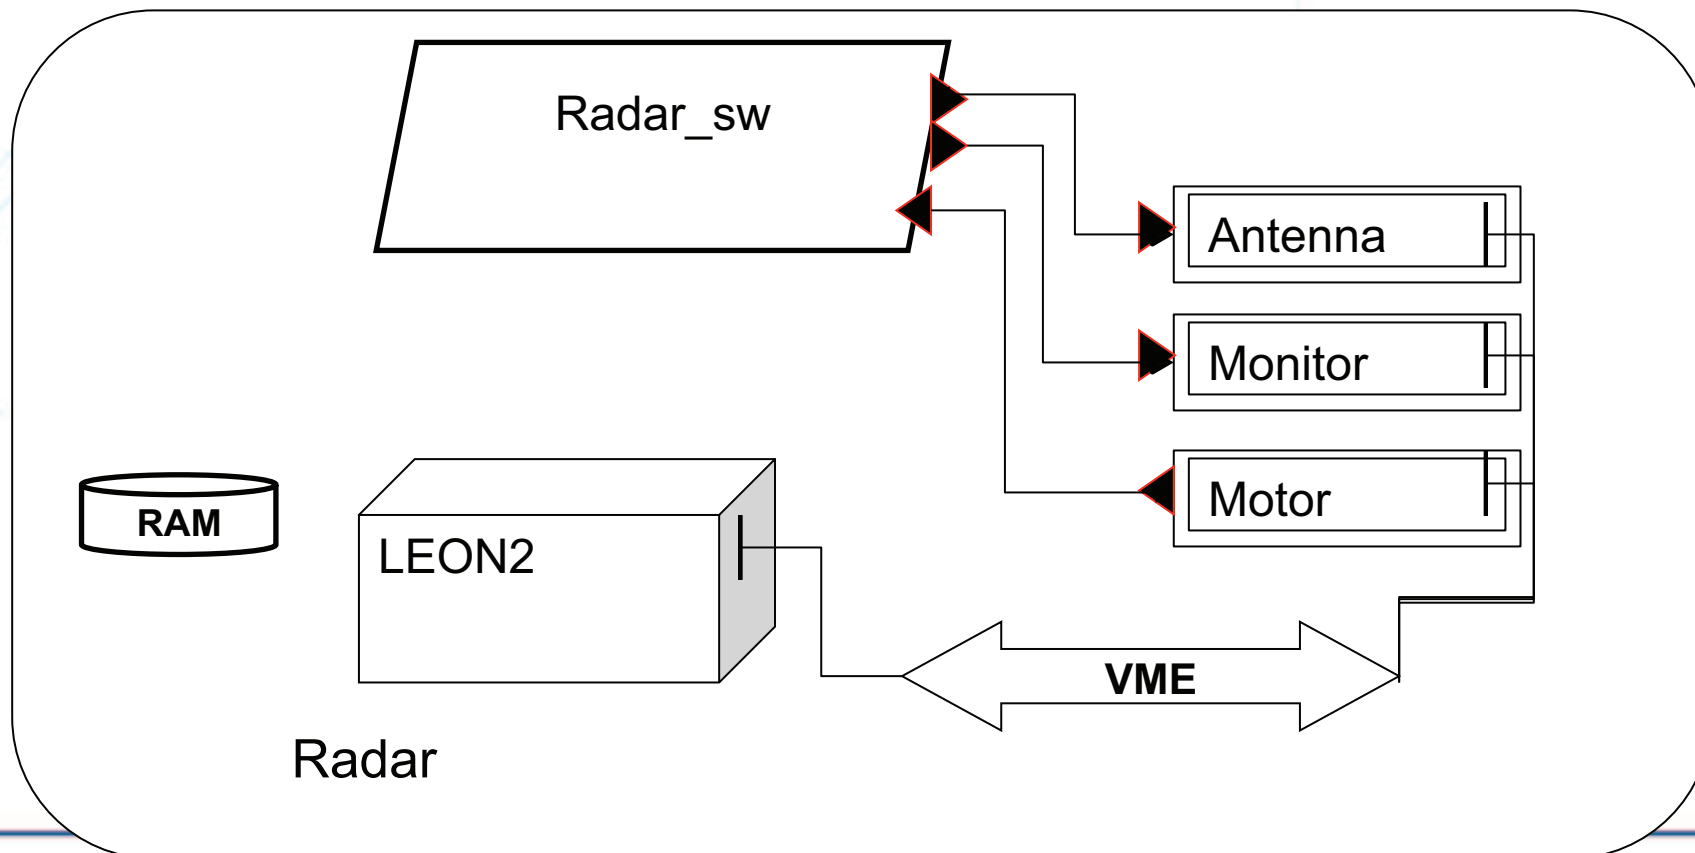 Radar_sw
Antenna
Monitor
Motor
RAM
LEON2
VME
Radar